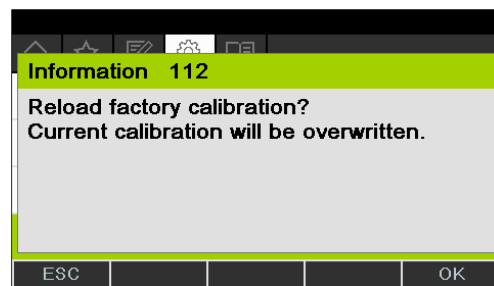 Information 112
Reload factory calibration?
Current calibration will be overwritten.
ESC OK